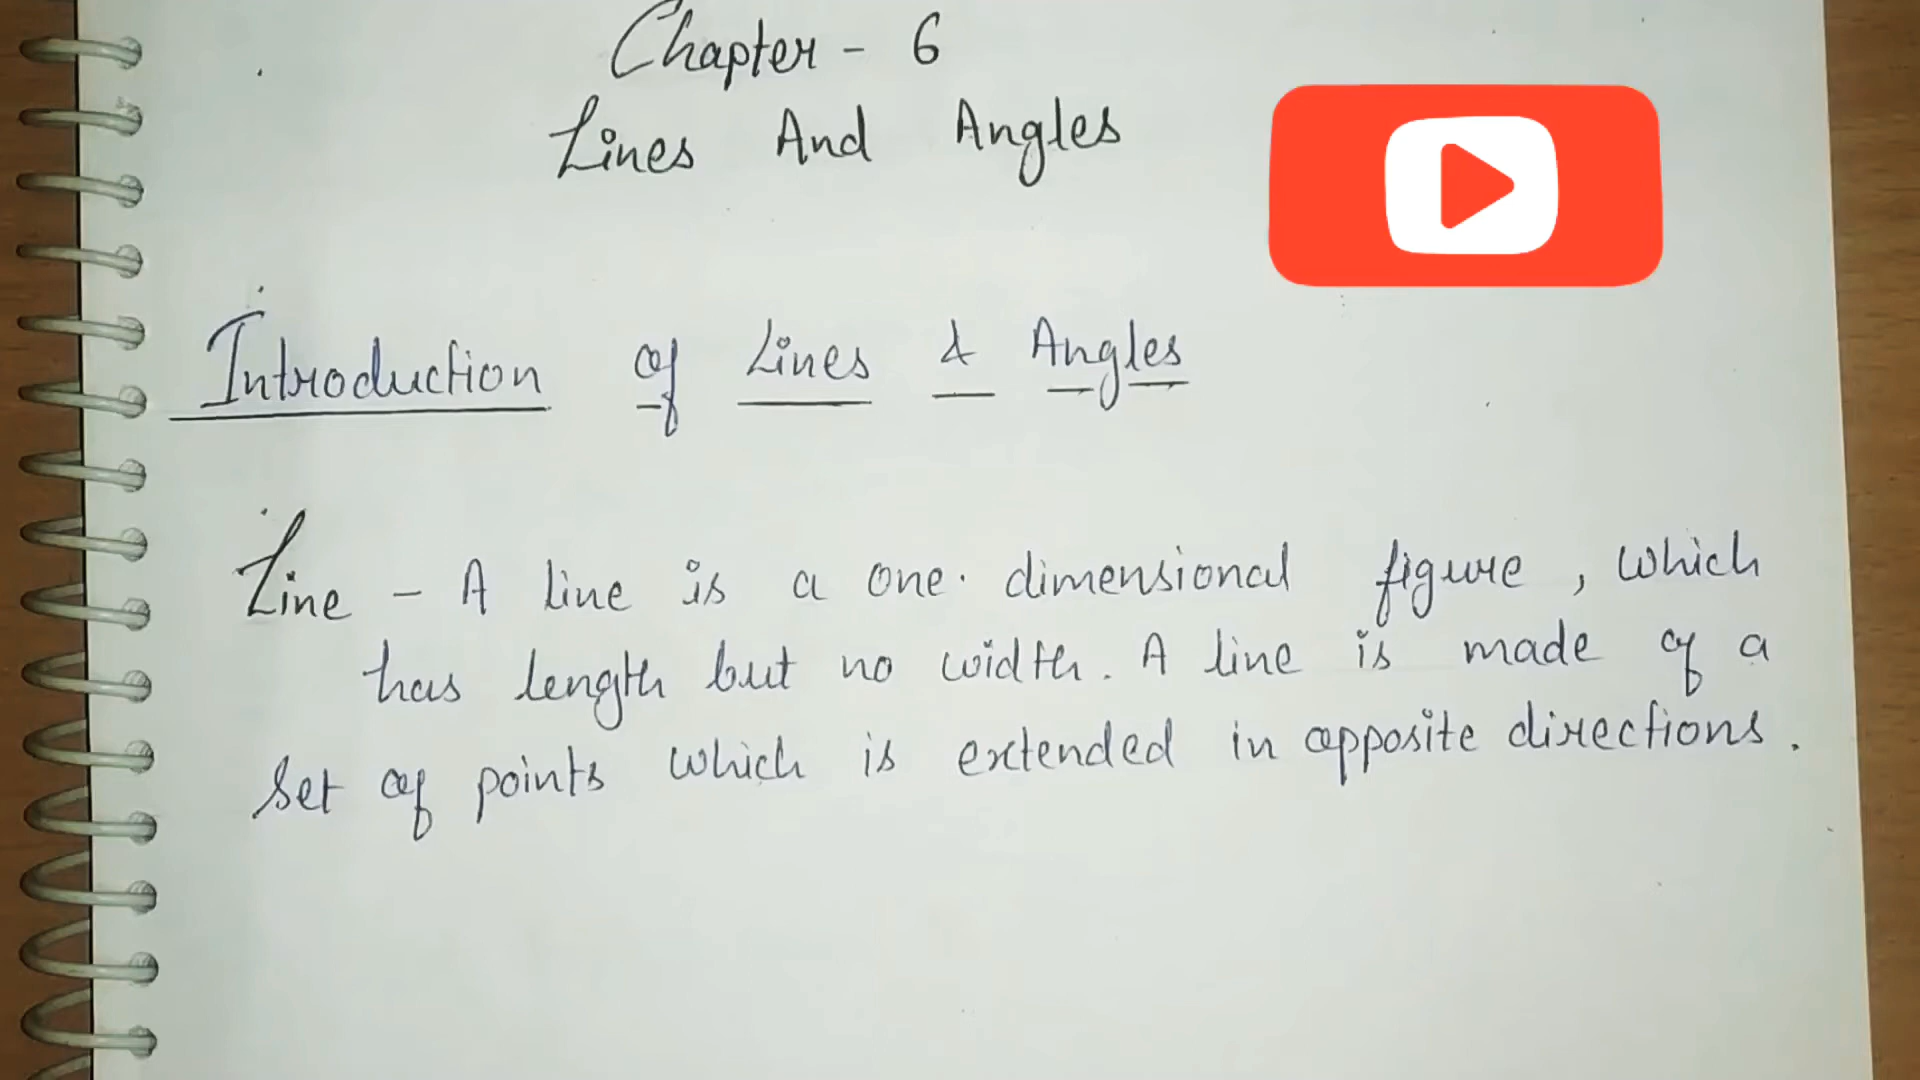 Chapter - 6
Lines And Angles
Introduction of Lines & Angles
Line - A line is a one. dimensional figure, which
has length but no width. A line is made of a
set of points which is extended in opposite directions.